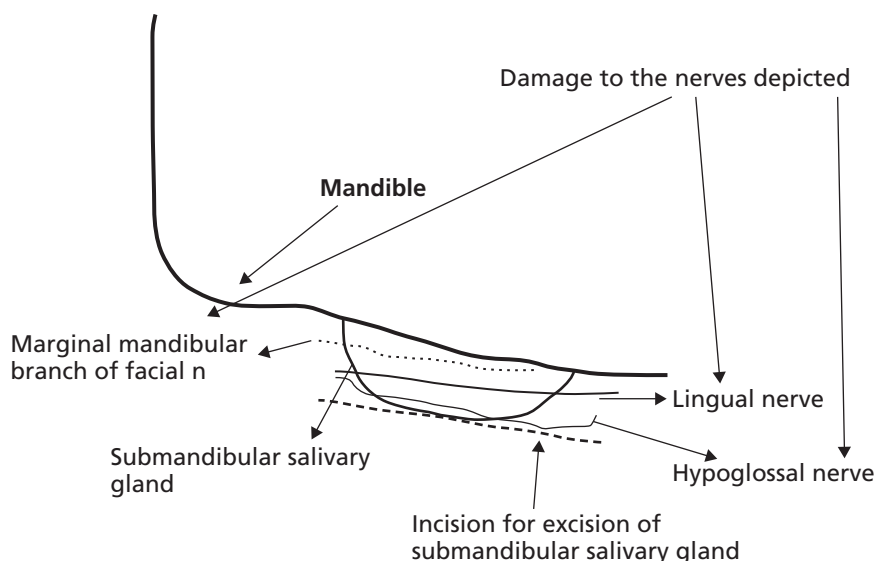 Damage to the nerves depicted
Mandible
Marginal mandibular
branch of facial n
Lingual nerve
Submandibular salivary
gland
Hypoglossal nerve
Incision for excision of
submandibular salivary gland